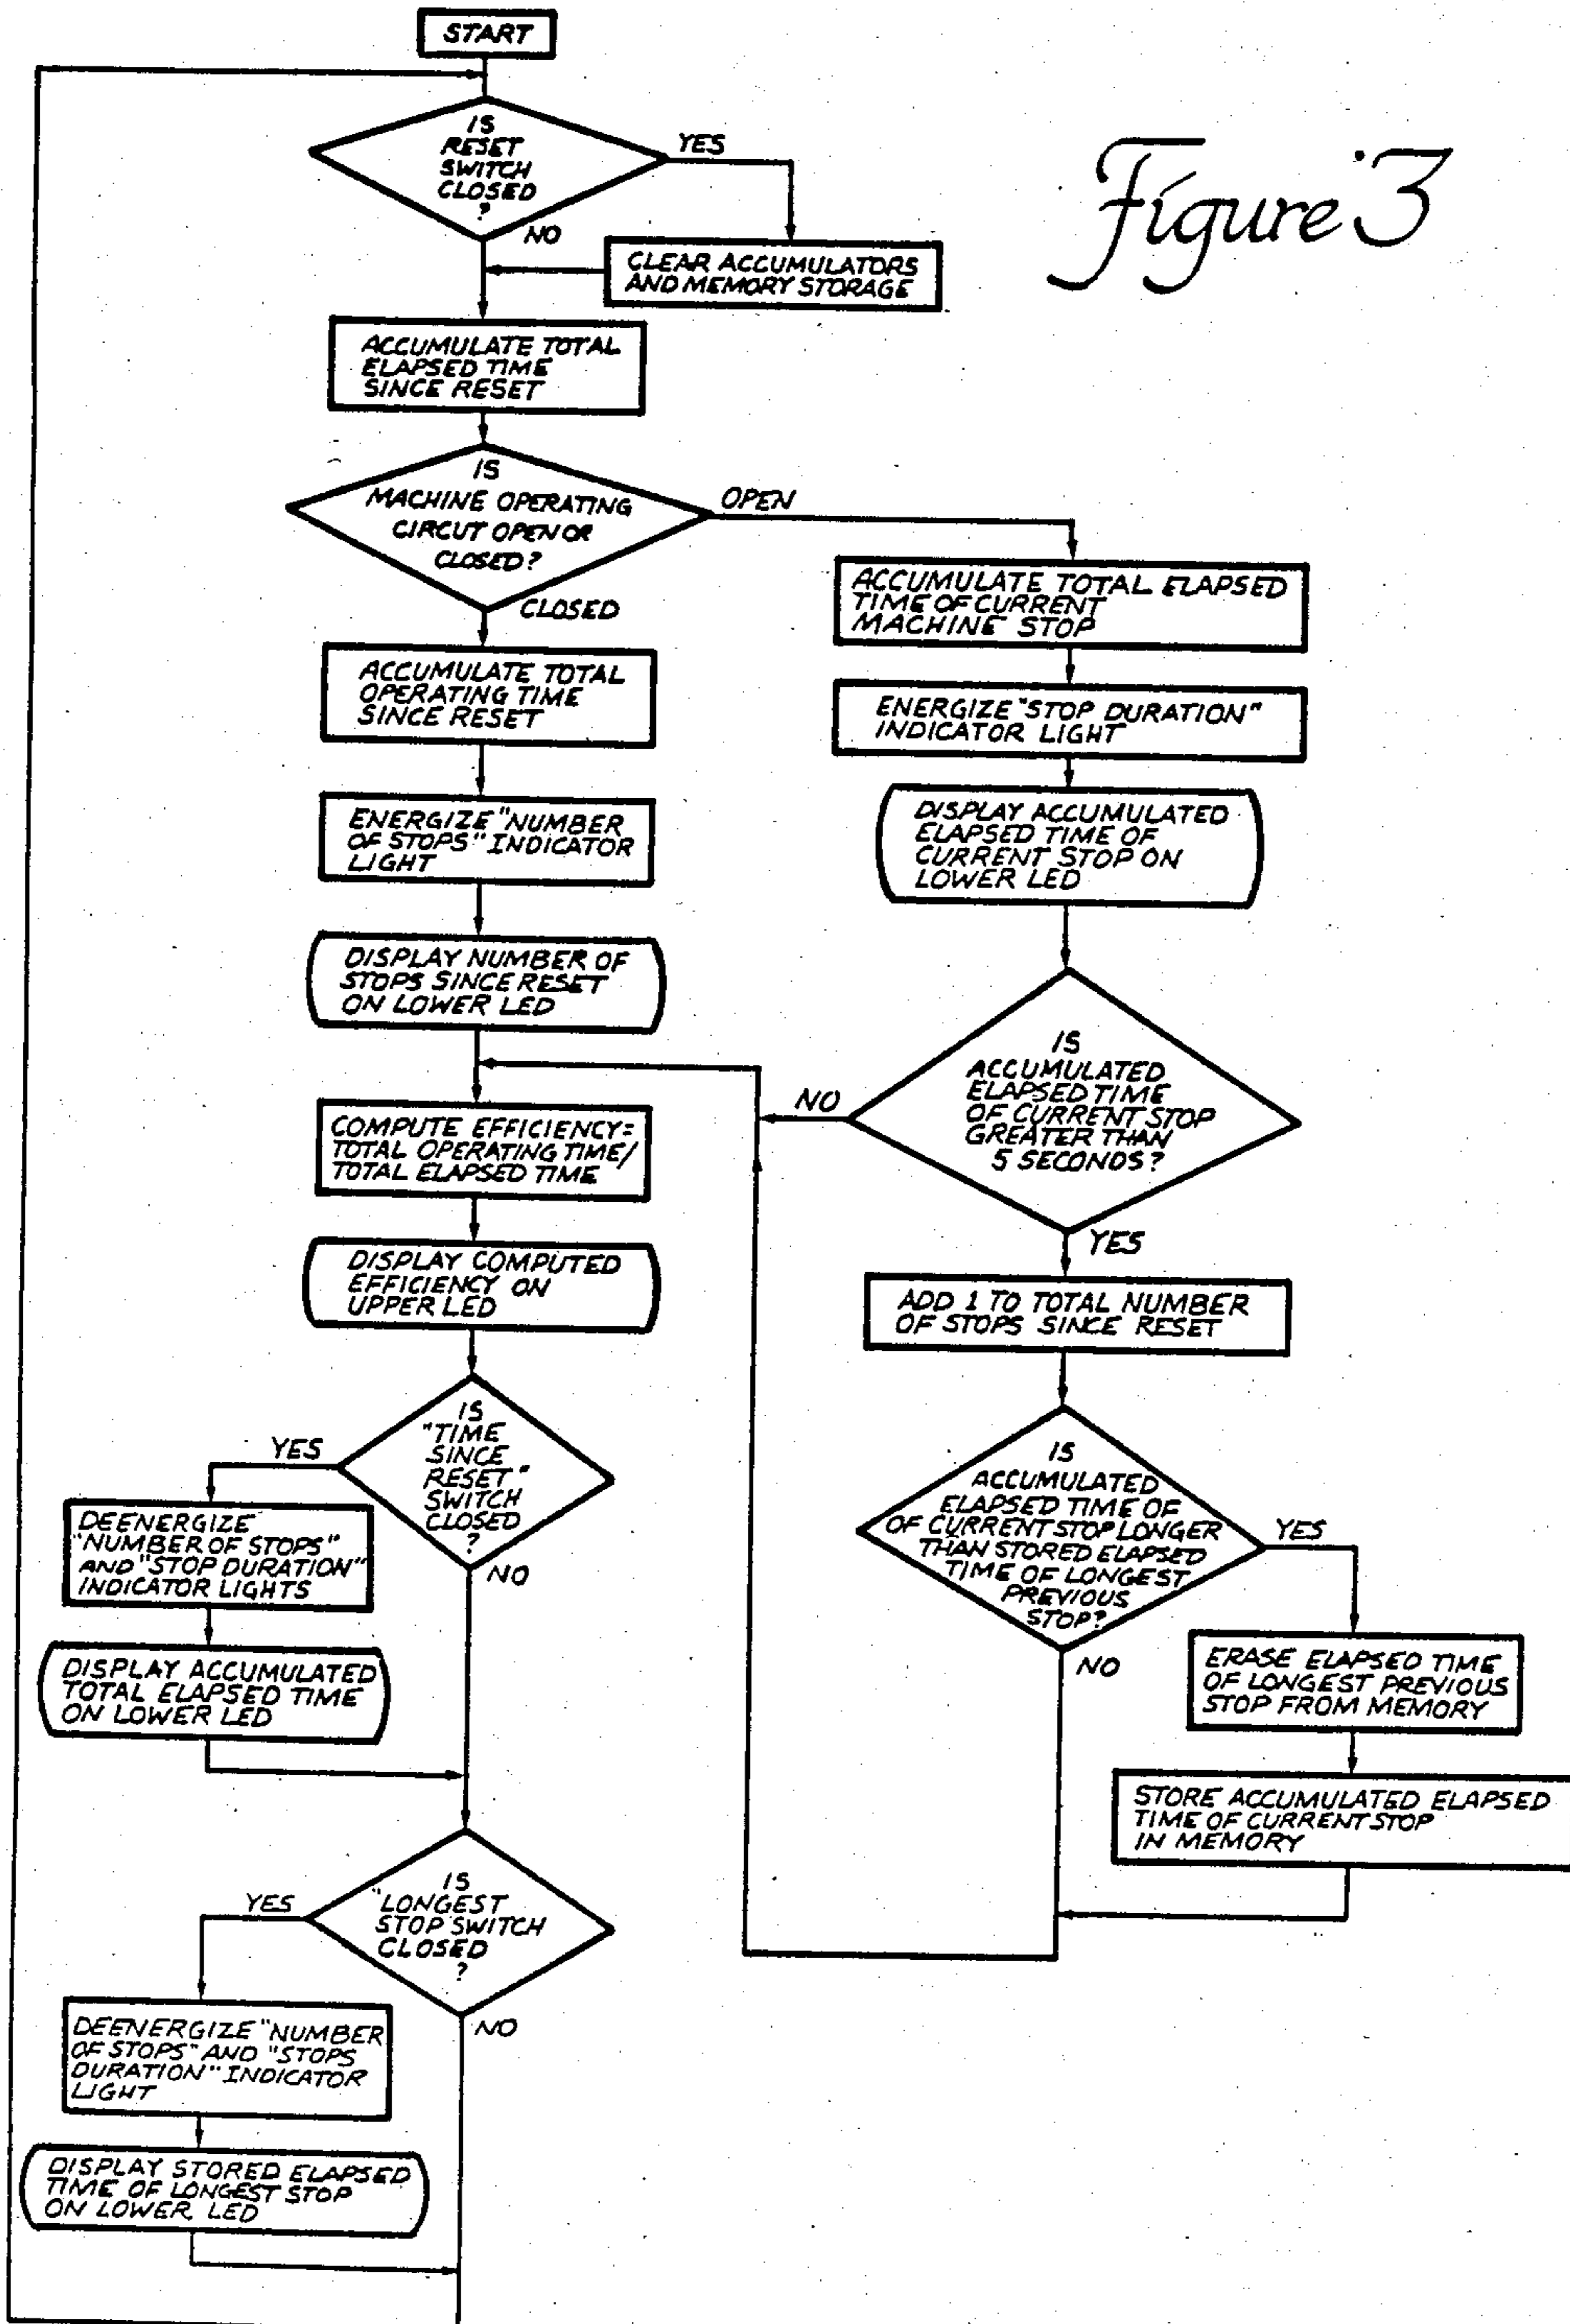 START
Figure 3
IS
RESET
SWITCH
CLOSED
?
YES
NO
CLEAR ACCUMULATORS
AND MEMORY STORAGE
ACCUMULATE TOTAL
ELAPSED TIME
SINCE RESET
IS
MACHINE OPERATING
CIRCUT OPEN OR
CLOSED?
OPEN
CLOSED
ACCUMULATE TOTAL
OPERATING TIME
SINCE RESET
ENERGIZE "NUMBER
OF STOPS" INDICATOR
LIGHT
DISPLAY NUMBER OF
STOPS SINCE RESET
ON LOWER LED
ACCUMULATE TOTAL ELAPSED
TIME OF CURRENT
MACHINE STOP
ENERGIZE "STOP DURATION"
INDICATOR LIGHT
DISPLAY ACCUMULATED
ELAPSED TIME OF
CURRENT STOP ON
LOWER LED
IS
ACCUMULATED
ELAPSED TIME
OF CURRENT STOP
GREATER THAN
5 SECONDS?
NO
YES
COMPUTE EFFICIENCY=
TOTAL OPERATING TIME/
TOTAL ELAPSED TIME
DISPLAY COMPUTED
EFFICIENCY ON
UPPER LED
ADD 1 TO TOTAL NUMBER
OF STOPS SINCE RESET
IS
"TIME
SINCE
RESET"
SWITCH
CLOSED
?
YES
NO
DEENERGIZE
"NUMBER OF STOPS"
AND "STOP DURATION"
INDICATOR LIGHTS
DISPLAY ACCUMULATED
TOTAL ELAPSED TIME
ON LOWER LED
IS
ACCUMULATED
ELAPSED TIME OF
OF CURRENT STOP LONGER
THAN STORED ELAPSED
TIME OF LONGEST
PREVIOUS
STOP?
YES
NO
ERASE ELAPSED TIME
OF LONGEST PREVIOUS
STOP FROM MEMORY
STORE ACCUMULATED ELAPSED
TIME OF CURRENT STOP
IN MEMORY
IS
"LONGEST
STOP" SWITCH
CLOSED
?
YES
NO
DEENERGIZE "NUMBER
OF STOPS" AND "STOPS
DURATION" INDICATOR
LIGHT
DISPLAY STORED ELAPSED
TIME OF LONGEST STOP
ON LOWER LED